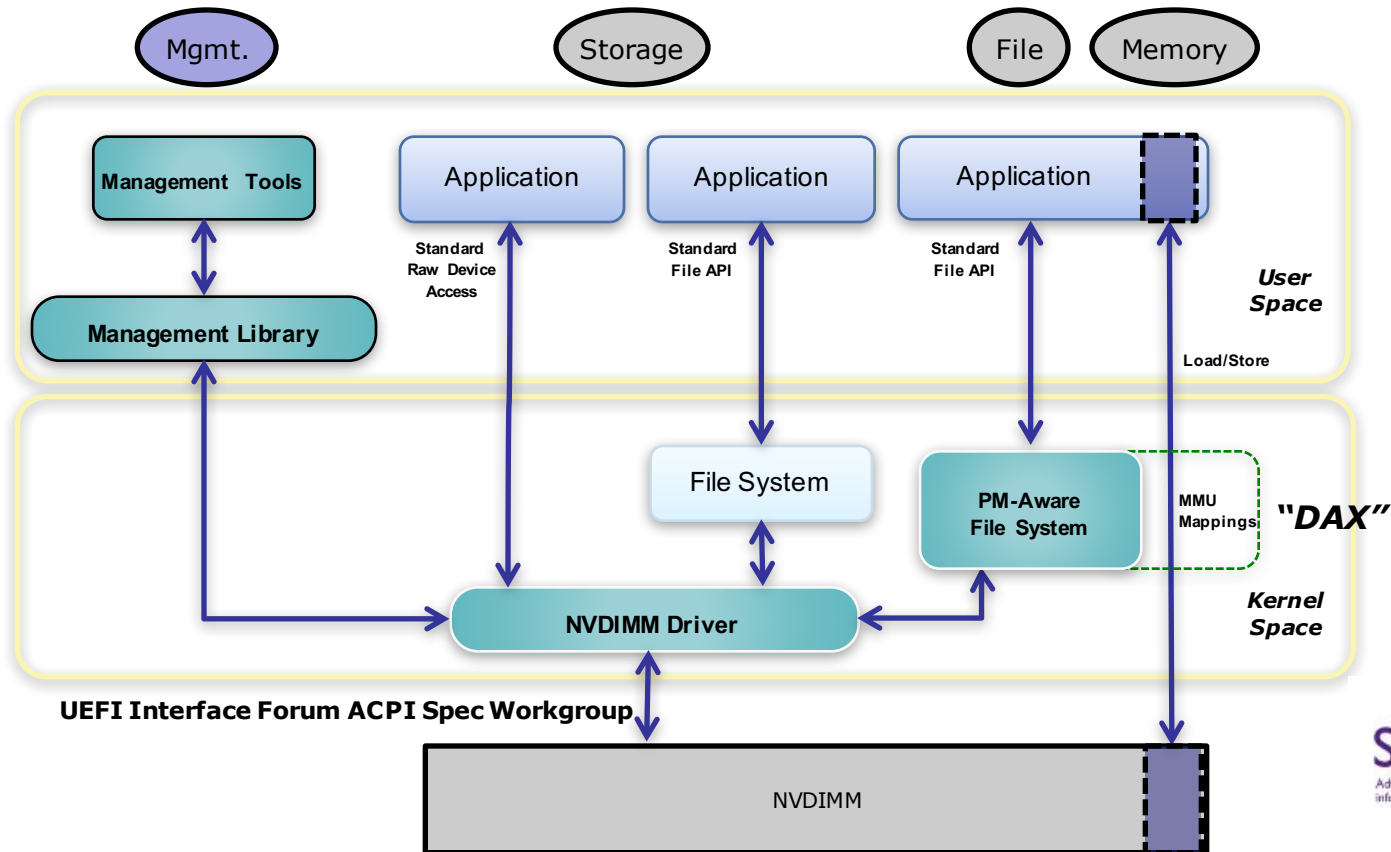 Mgmt.
Storage
File
Memory
Management Tools
Application
Application
Application
Standard
Raw Device
Access
Standard
File API
Standard
File API
User
Space
Management Library
Load/Store
File System
PM-Aware
File System
MMU
Mappings
“DAX”
NVDIMM Driver
Kernel
Space
UEFI Interface Forum ACPI Spec Workgroup
NVDIMM